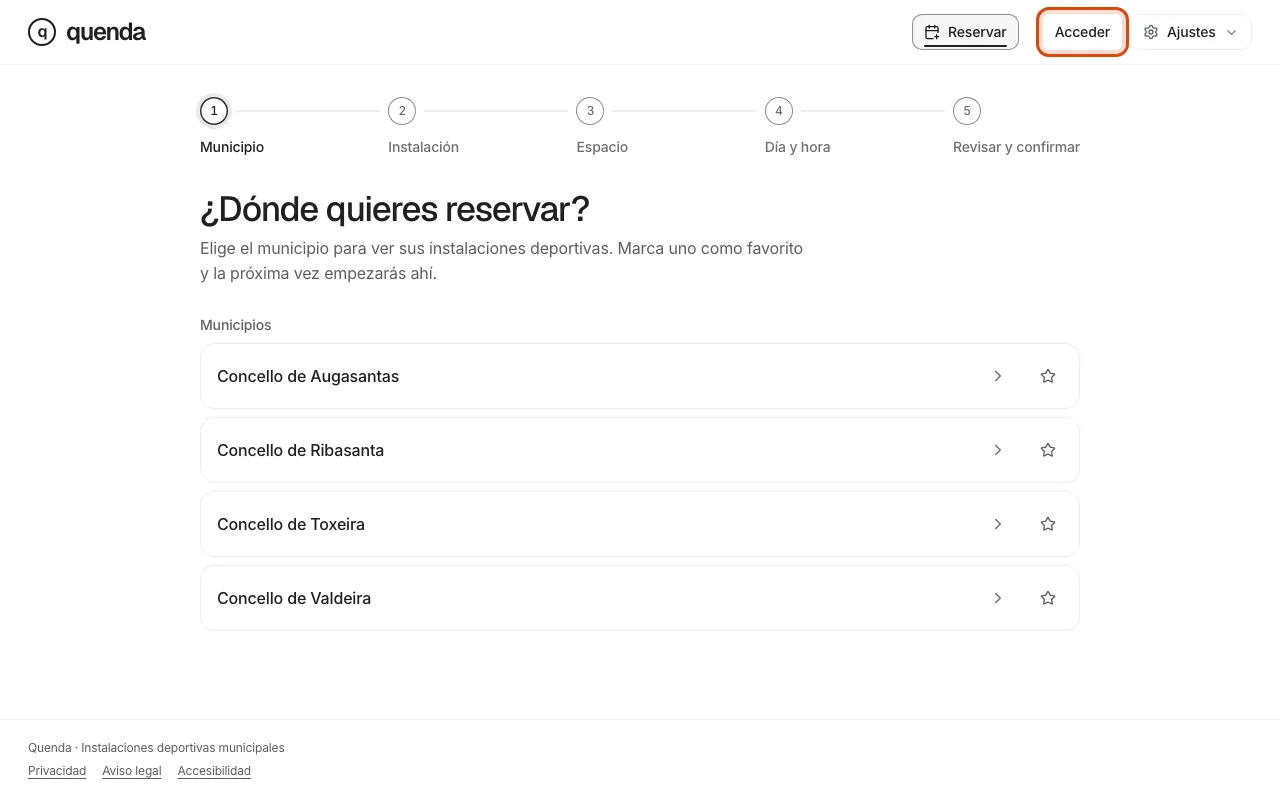 q quenda
Reservar
Acceder
Ajustes
1 2 3 4 5
Municipio Instalación Espacio Día y hora Revisar y confirmar
¿Dónde quieres reservar?
Elige el municipio para ver sus instalaciones deportivas. Marca uno como favorito
y la próxima vez empezarás ahí.
Municipios
Concello de Augasantas
Concello de Ribasanta
Concello de Toxeira
Concello de Valdeira
Quenda · Instalaciones deportivas municipales
Privacidad Aviso legal Accesibilidad